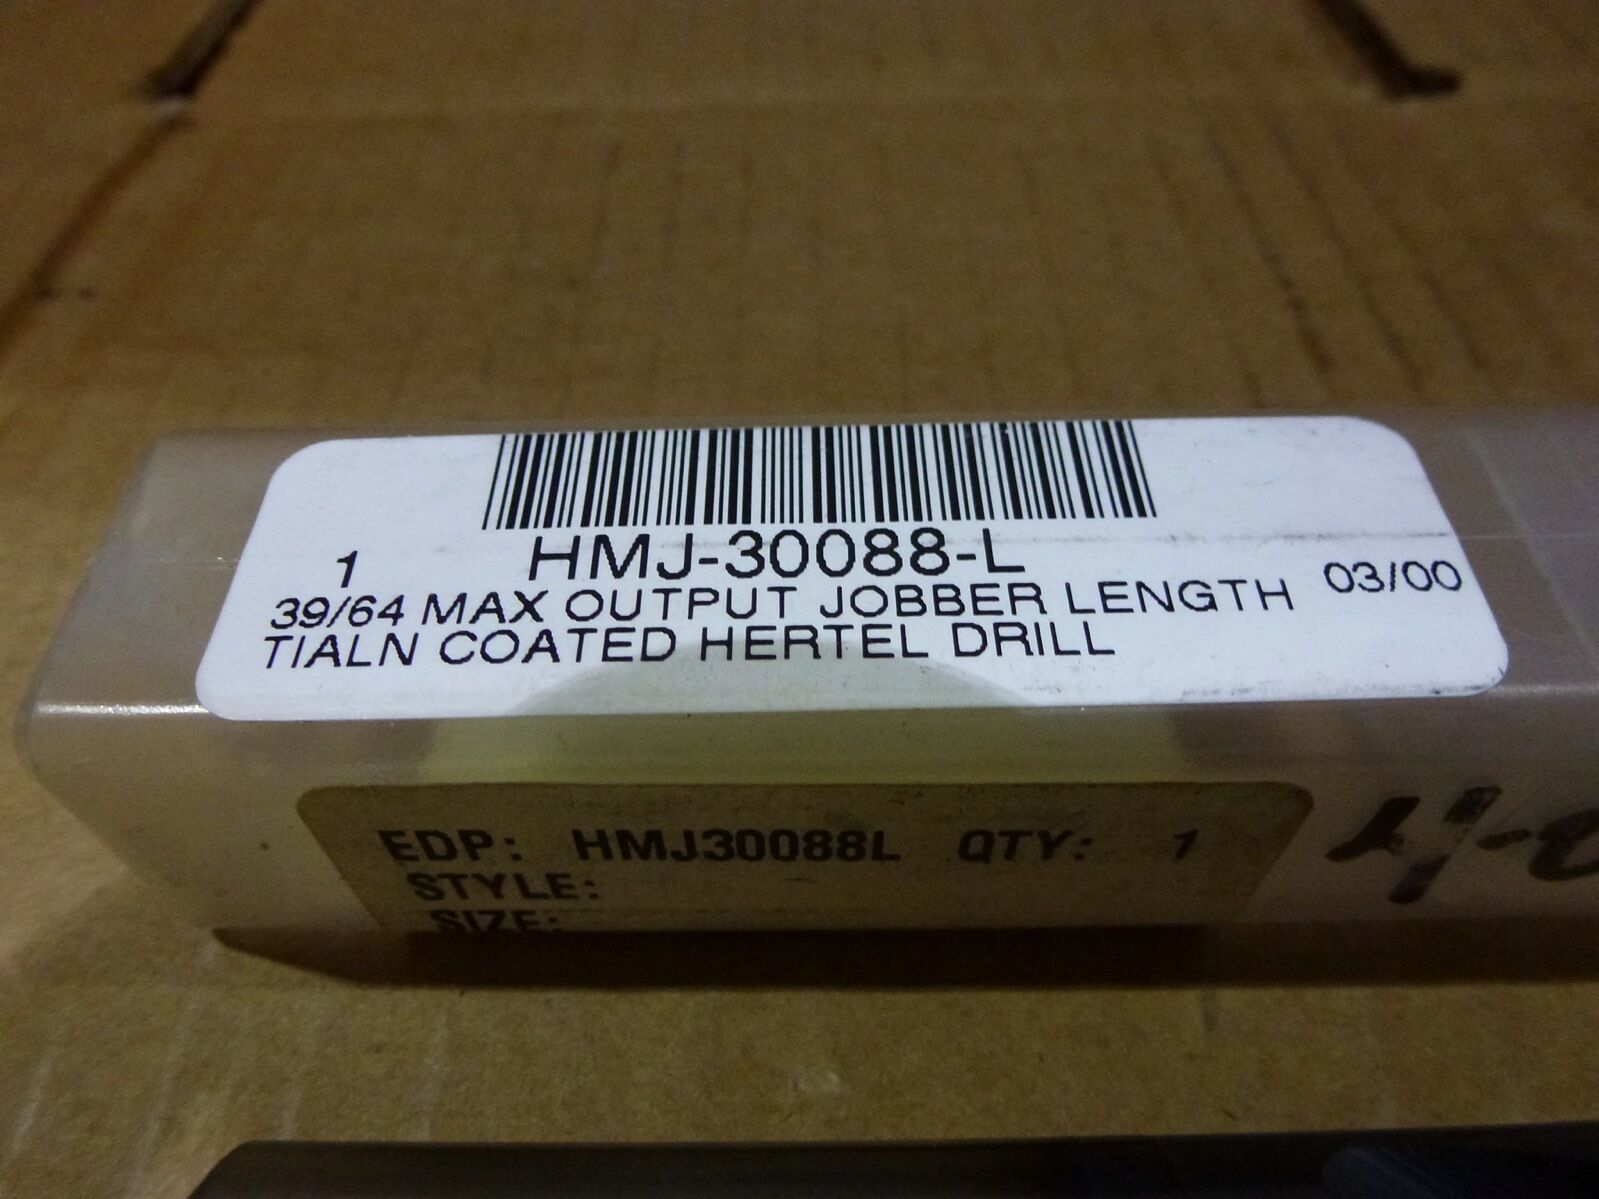 1 HMJ-30088-L 03/00
39/64 MAX OUTPUT JOBBER LENGTH
TIALN COATED HERTEL DRILL
EDP: HMJ30088L QTY: 1
STYLE:
SIZE: